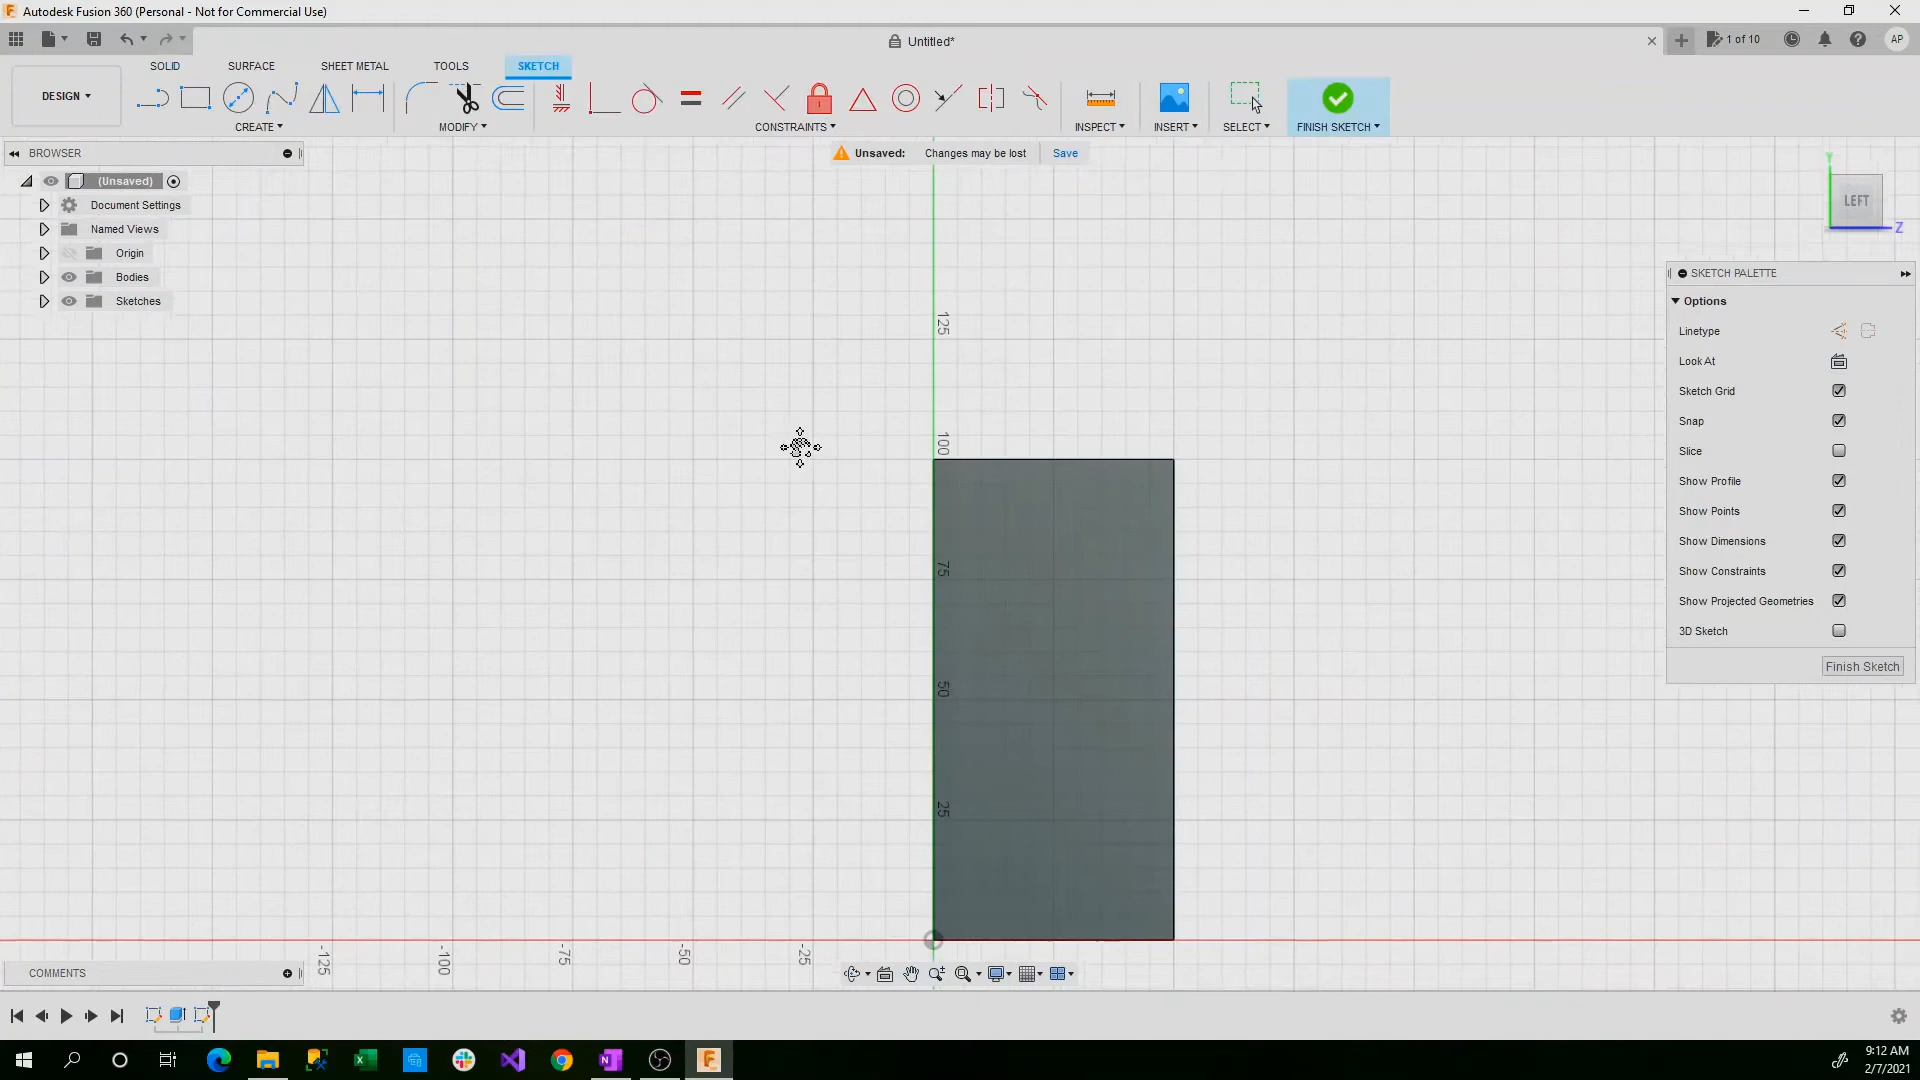 Autodesk Fusion 360 (Personal - Not for Commercial Use)
Untitled*
1 of 10
AP
DESIGN
SOLID
SURFACE
SHEET METAL
TOOLS
SKETCH
CREATE
MODIFY
CONSTRAINTS
INSPECT
INSERT
SELECT
FINISH SKETCH
BROWSER
Unsaved: Changes may be lost Save
(Unsaved)
Document Settings
Named Views
Origin
Bodies
Sketches
LEFT
Y
Z
SKETCH PALETTE
Options
Linetype
Look At
Sketch Grid
Snap
Slice
Show Profile
Show Points
Show Dimensions
Show Constraints
Show Projected Geometries
3D Sketch
Finish Sketch
125
100
75
50
25
-125
-100
-75
-50
-25
COMMENTS
9:12 AM
2/7/2021